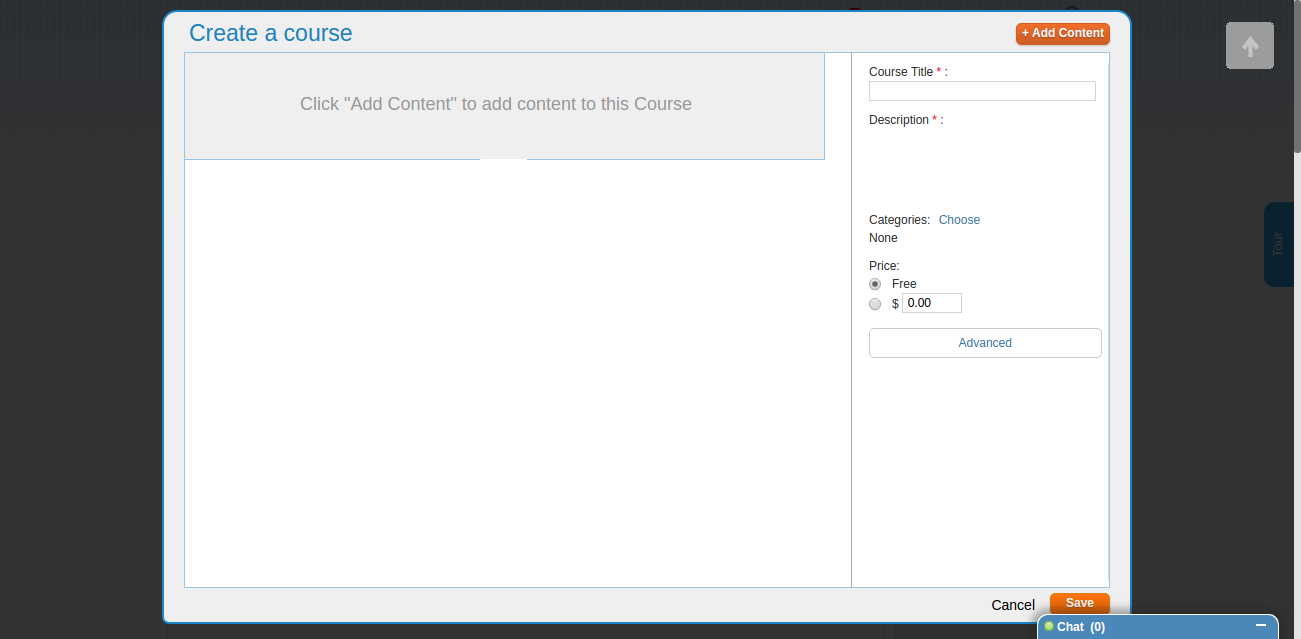 Create a course
+ Add Content
Click "Add Content" to add content to this Course
Course Title * :
Description * :
Categories: Choose
None
Price:
Free
$ 0.00
Advanced
Tour
Cancel
Save
Chat (0)